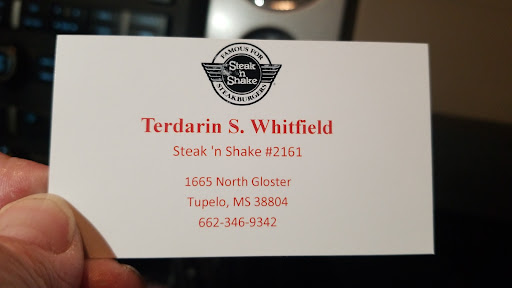 FAMOUS FOR
Steak
n
Shake
STEAKBURGERS
Terdarin S. Whitfield
Steak 'n Shake #2161
1665 North Gloster
Tupelo, MS 38804
662-346-9342